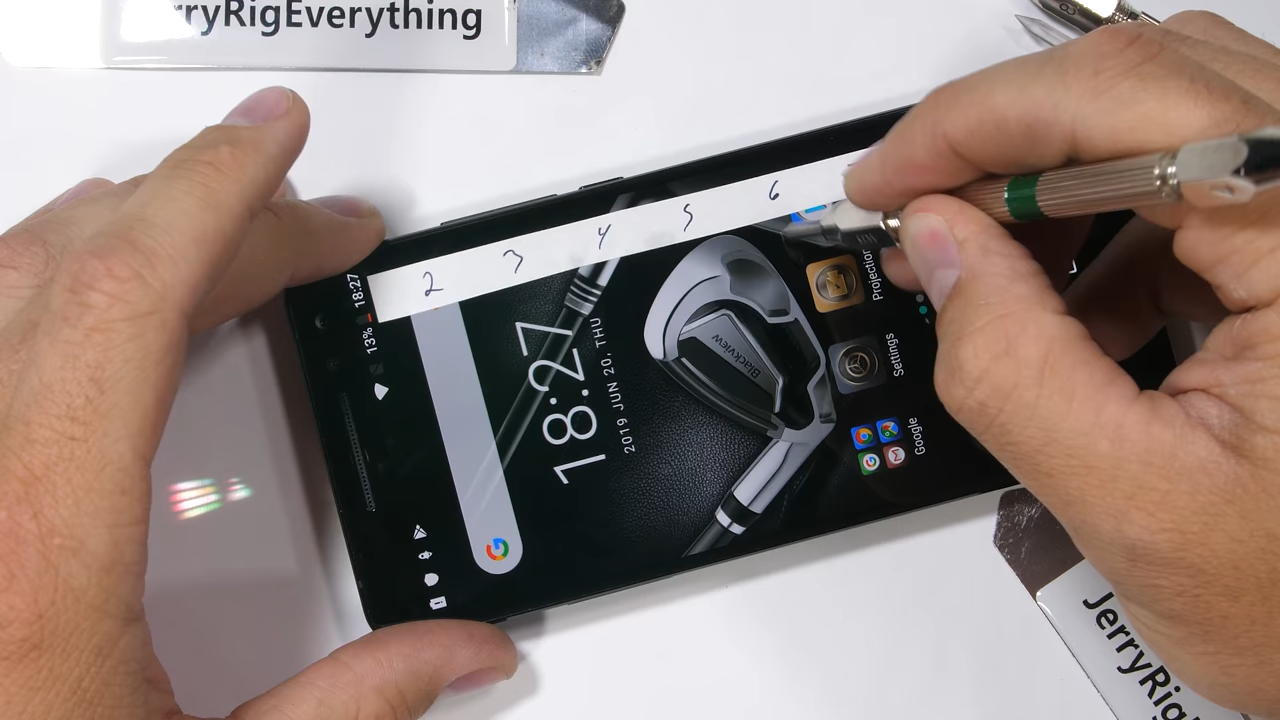 rryRigEverything
2 3 4 5 6
18:27
13%
18:27
2019 JUN 20, THU
Blackview
Projection
Settings
Google
JerryRig